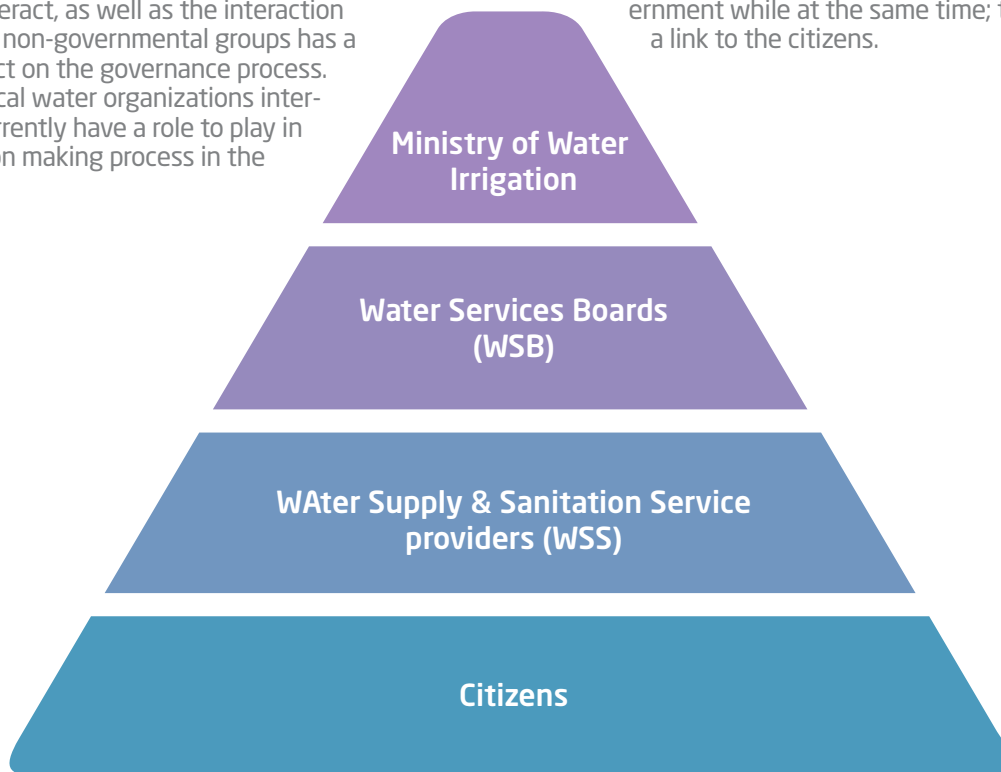 eract, as well as the interaction
non-governmental groups has a
ct on the governance process.
cal water organizations inter-
rrently have a role to play in
on making process in the
ernment while at the same time;
a link to the citizens.
Ministry of Water
Irrigation
Water Services Boards
(WSB)
WAter Supply & Sanitation Service
providers (WSS)
Citizens